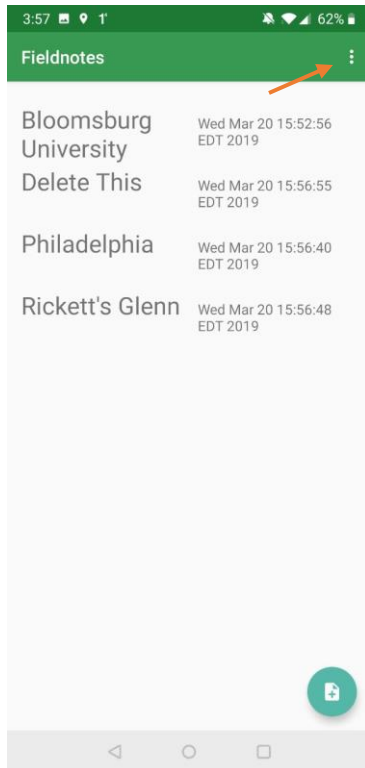 3:57 62%
Fieldnotes
Bloomsburg University
Wed Mar 20 15:52:56
EDT 2019
Delete This
Wed Mar 20 15:56:55
EDT 2019
Philadelphia
Wed Mar 20 15:56:40
EDT 2019
Rickett's Glenn
Wed Mar 20 15:56:48
EDT 2019